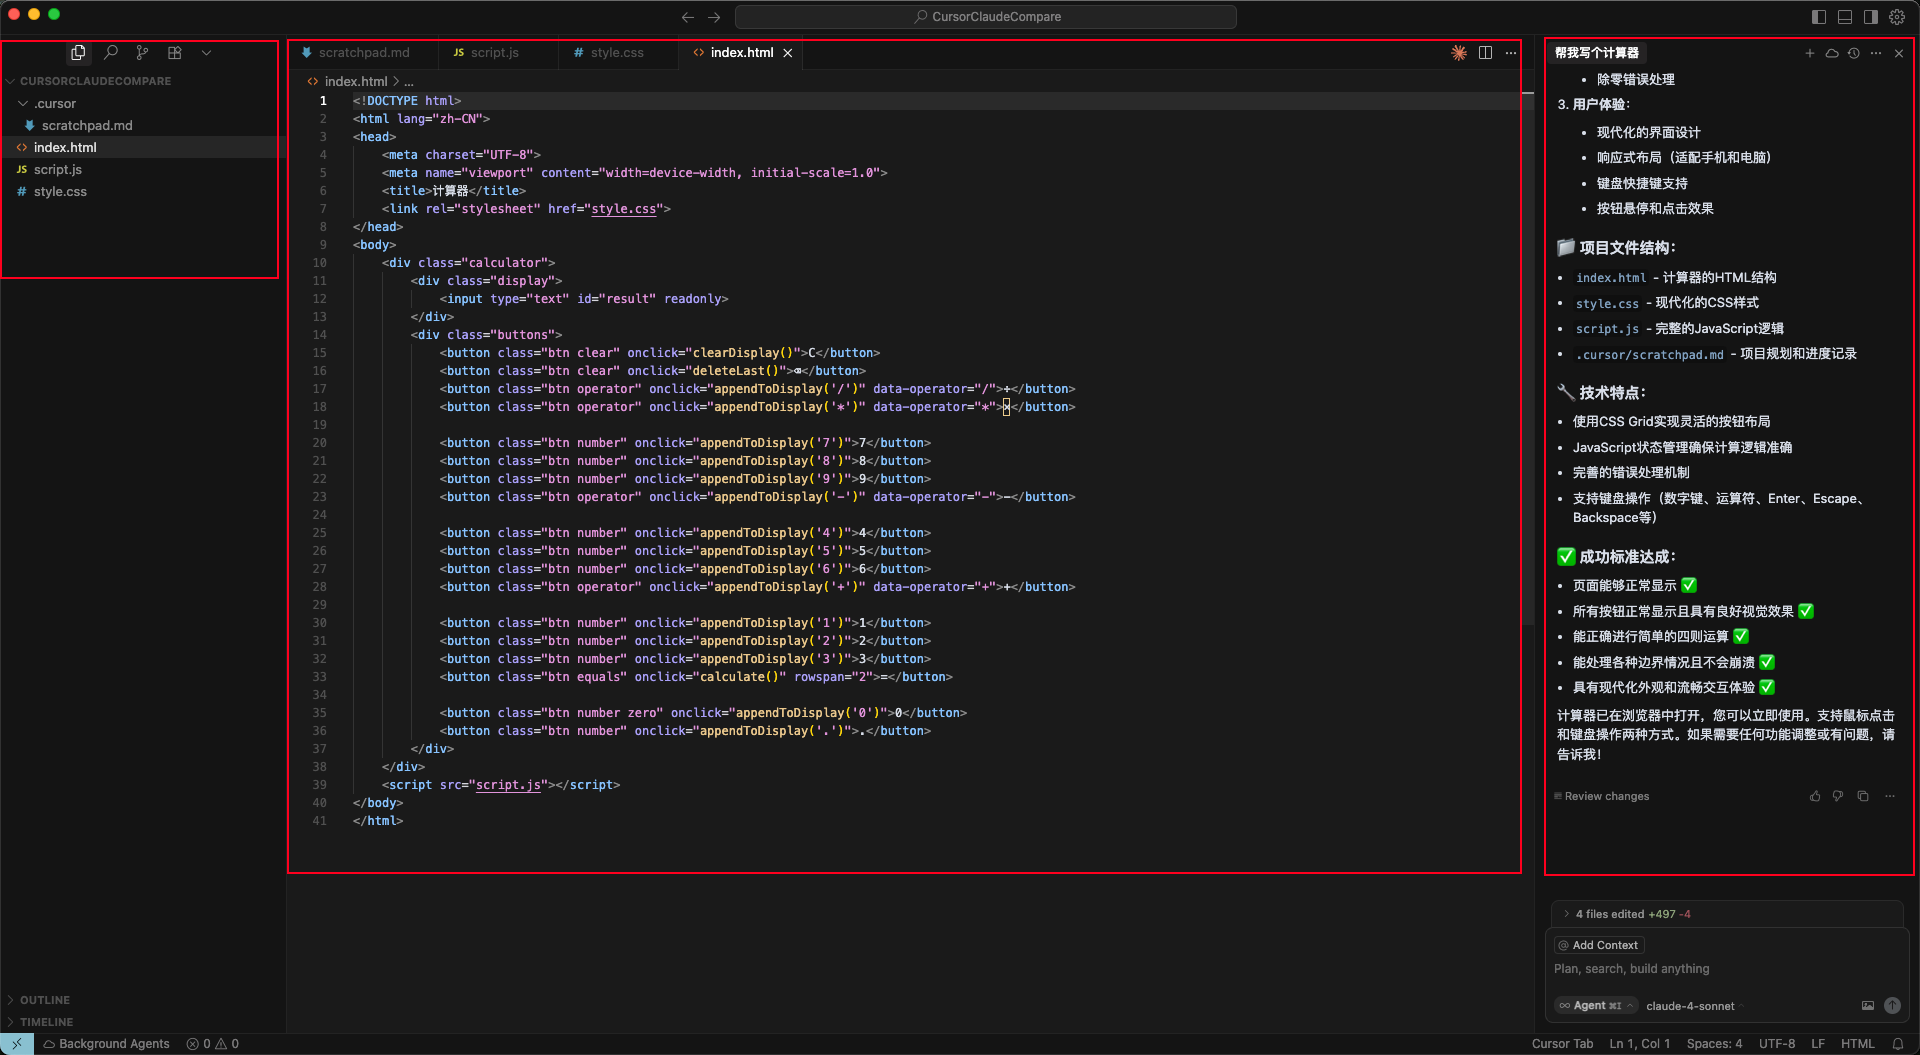 CursorClaudeCompare
CURSORCLAUDECOMPARE
.cursor
scratchpad.md
index.html
JS script.js
# style.css
OUTLINE
TIMELINE
scratchpad.md
JS script.js
# style.css
<> index.html
<> index.html > ...
1 <!DOCTYPE html>
2 <html lang="zh-CN">
3 <head>
4 <meta charset="UTF-8">
5 <meta name="viewport" content="width=device-width, initial-scale=1.0">
6 <title>计算器</title>
7 <link rel="stylesheet" href="style.css">
8 </head>
9 <body>
10 <div class="calculator">
11 <div class="display">
12 <input type="text" id="result" readonly>
13 </div>
14 <div class="buttons">
15 <button class="btn clear" onclick="clearDisplay()">C</button>
16 <button class="btn clear" onclick="deleteLast()">⌫</button>
17 <button class="btn operator" onclick="appendToDisplay('/')" data-operator="/">÷</button>
18 <button class="btn operator" onclick="appendToDisplay('*')" data-operator="*">×</button>
19
20 <button class="btn number" onclick="appendToDisplay('7')">7</button>
21 <button class="btn number" onclick="appendToDisplay('8')">8</button>
22 <button class="btn number" onclick="appendToDisplay('9')">9</button>
23 <button class="btn operator" onclick="appendToDisplay('-')" data-operator="-">-</button>
24
25 <button class="btn number" onclick="appendToDisplay('4')">4</button>
26 <button class="btn number" onclick="appendToDisplay('5')">5</button>
27 <button class="btn number" onclick="appendToDisplay('6')">6</button>
28 <button class="btn operator" onclick="appendToDisplay('+')" data-operator="+">+</button>
29
30 <button class="btn number" onclick="appendToDisplay('1')">1</button>
31 <button class="btn number" onclick="appendToDisplay('2')">2</button>
32 <button class="btn number" onclick="appendToDisplay('3')">3</button>
33 <button class="btn equals" onclick="calculate()" rowspan="2">=</button>
34
35 <button class="btn number zero" onclick="appendToDisplay('0')">0</button>
36 <button class="btn number" onclick="appendToDisplay('.')">.</button>
37 </div>
38 </div>
39 <script src="script.js"></script>
40 </body>
41 </html>
帮我写个计算器
• 除零错误处理
3. 用户体验：
• 现代化的界面设计
• 响应式布局（适配手机和电脑）
• 键盘快捷键支持
• 按钮悬停和点击效果
📁 项目文件结构：
• index.html - 计算器的HTML结构
• style.css - 现代化的CSS样式
• script.js - 完整的JavaScript逻辑
• .cursor/scratchpad.md - 项目规划和进度记录
🔧 技术特点：
• 使用CSS Grid实现灵活的按钮布局
• JavaScript状态管理确保计算逻辑准确
• 完善的错误处理机制
• 支持键盘操作（数字键、运算符、Enter、Escape、
Backspace等）
✅ 成功标准达成：
• 页面能够正常显示 ✅
• 所有按钮正常显示且具有良好视觉效果 ✅
• 能正确进行简单的四则运算 ✅
• 能处理各种边界情况且不会崩溃 ✅
• 具有现代化外观和流畅交互体验 ✅
计算器已在浏览器中打开，您可以立即使用。支持鼠标点击
和键盘操作两种方式。如果需要任何功能调整或有问题，请
告诉我！
Review changes
4 files edited +497 -4
@ Add Context
Plan, search, build anything
∞ Agent ⌘I
claude-4-sonnet
Background Agents
0
0
Cursor Tab
Ln 1, Col 1
Spaces: 4
UTF-8
LF
HTML